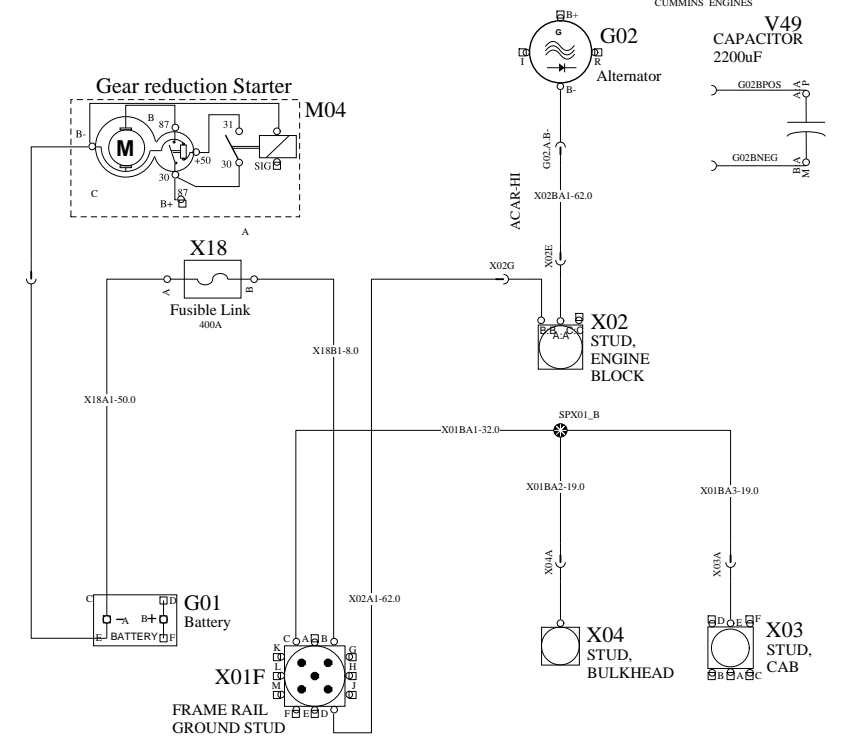 CUMMINS ENGINES
B+
G
G02
I
R
Alternator
B-
V49
CAPACITOR
2200uF
G02BPOS
A:A
P
G02BNEG
B A
M
Gear reduction Starter
M04
B-
B
87
31
M
+50
30
SIG
30
87
B+
C
A
G02.A.B-
ACAR-HI
X02BA1-62.0
X02E
X02G
X18
A
B
Fusible Link
400A
X18B1-8.0
X18A1-50.0
B:B
A:A
C:C
X02
STUD,
ENGINE
BLOCK
SPX01_B
X01BA1-32.0
X01BA2-19.0
X01BA3-19.0
X04A
X03A
C
D
G01
Battery
-A
B+
E
BATTERY
F
X02A1-62.0
C A B
K
G
L
H
M
J
F E D
X01F
FRAME RAIL
GROUND STUD
X04
STUD,
BULKHEAD
D E F
X03
STUD,
CAB
B A C